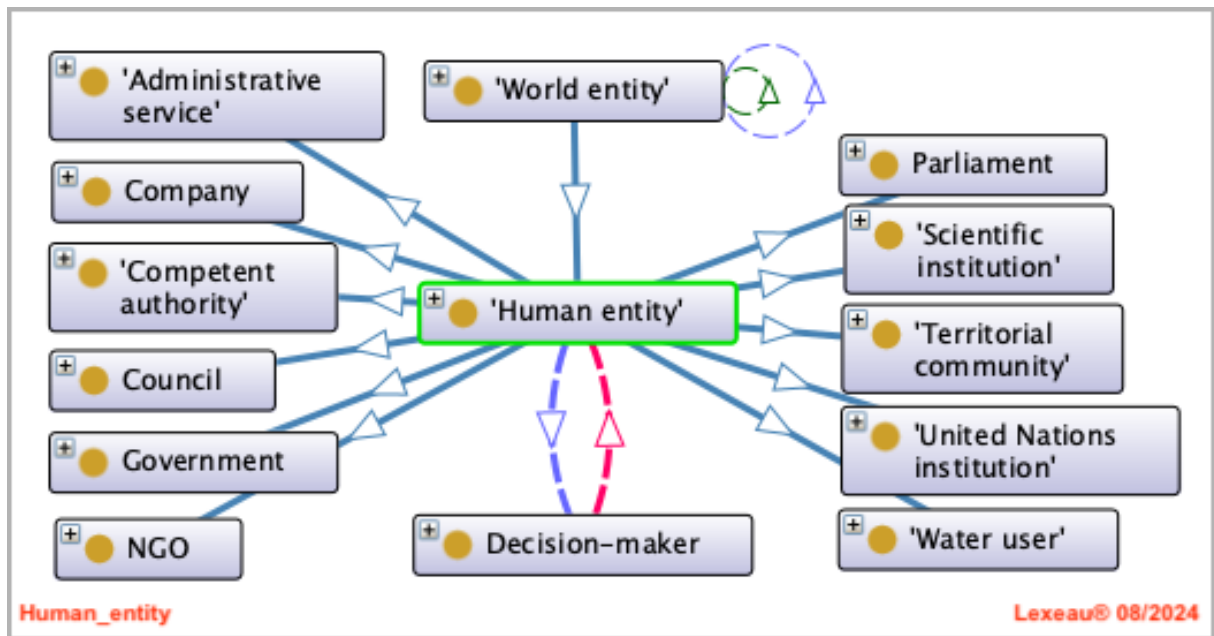 'Administrative
service'
'World entity'
Parliament
Company
'Scientific
institution'
'Competent
authority'
'Human entity'
'Territorial
community'
Council
'United Nations
institution'
Government
'Water user'
NGO
Decision-maker
Human_entity
Lexeau® 08/2024